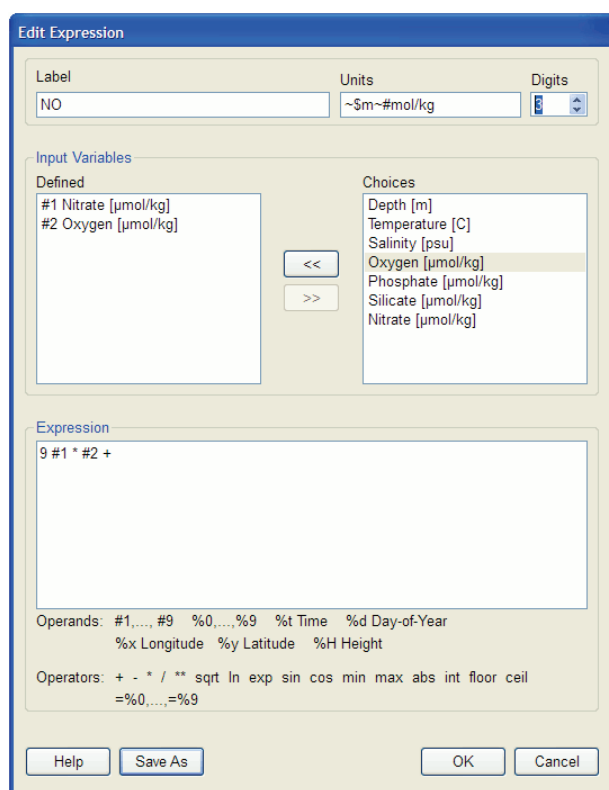 Edit Expression
Label Units Digits
NO ~$m~#mol/kg 3
Input Variables
Defined Choices
#1 Nitrate [µmol/kg]
#2 Oxygen [µmol/kg]
<<
>>
Depth [m]
Temperature [C]
Salinity [psu]
Oxygen [µmol/kg]
Phosphate [µmol/kg]
Silicate [µmol/kg]
Nitrate [µmol/kg]
Expression
9 #1 * #2 +
Operands: #1,..., #9 %0,...,%9 %t Time %d Day-of-Year
%x Longitude %y Latitude %H Height
Operators: + - * / ** sqrt ln exp sin cos min max abs int floor ceil
=%0,...,=%9
Help Save As OK Cancel